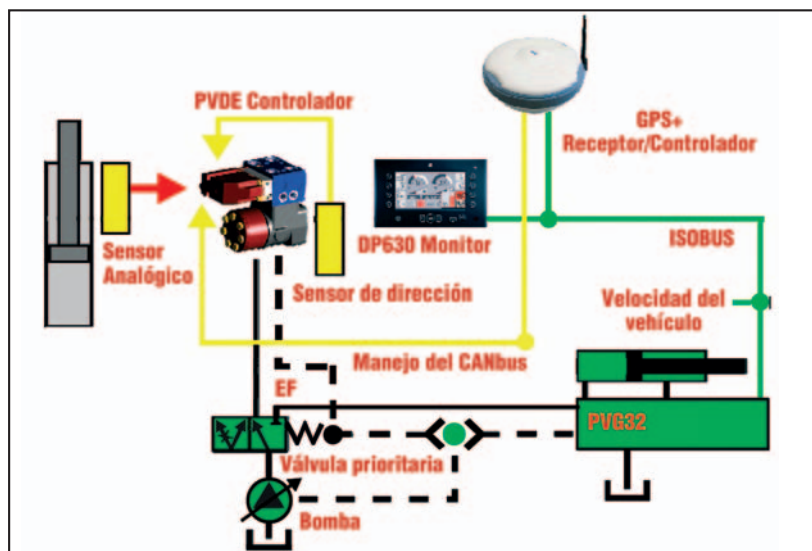 PVDE Controlador
GPS+
Receptor/Controlador
Sensor
Analógico
DP630 Monitor
ISOBUS
Sensor de dirección
Velocidad del
vehículo
Manejo del CANbus
EF
PVG32
Válvula prioritaria
Bomba